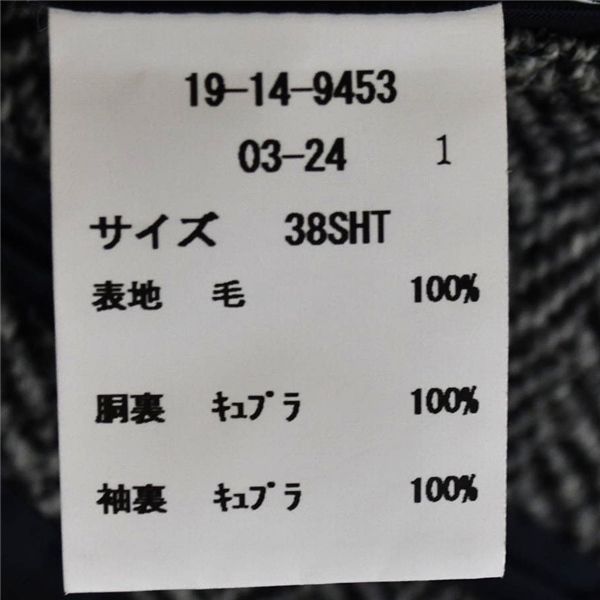 19-14-9453
03-24 1
サイズ 38SHT
表地 毛 100%
胴裏 ｷｭﾌﾟﾗ 100%
袖裏 ｷｭﾌﾟﾗ 100%